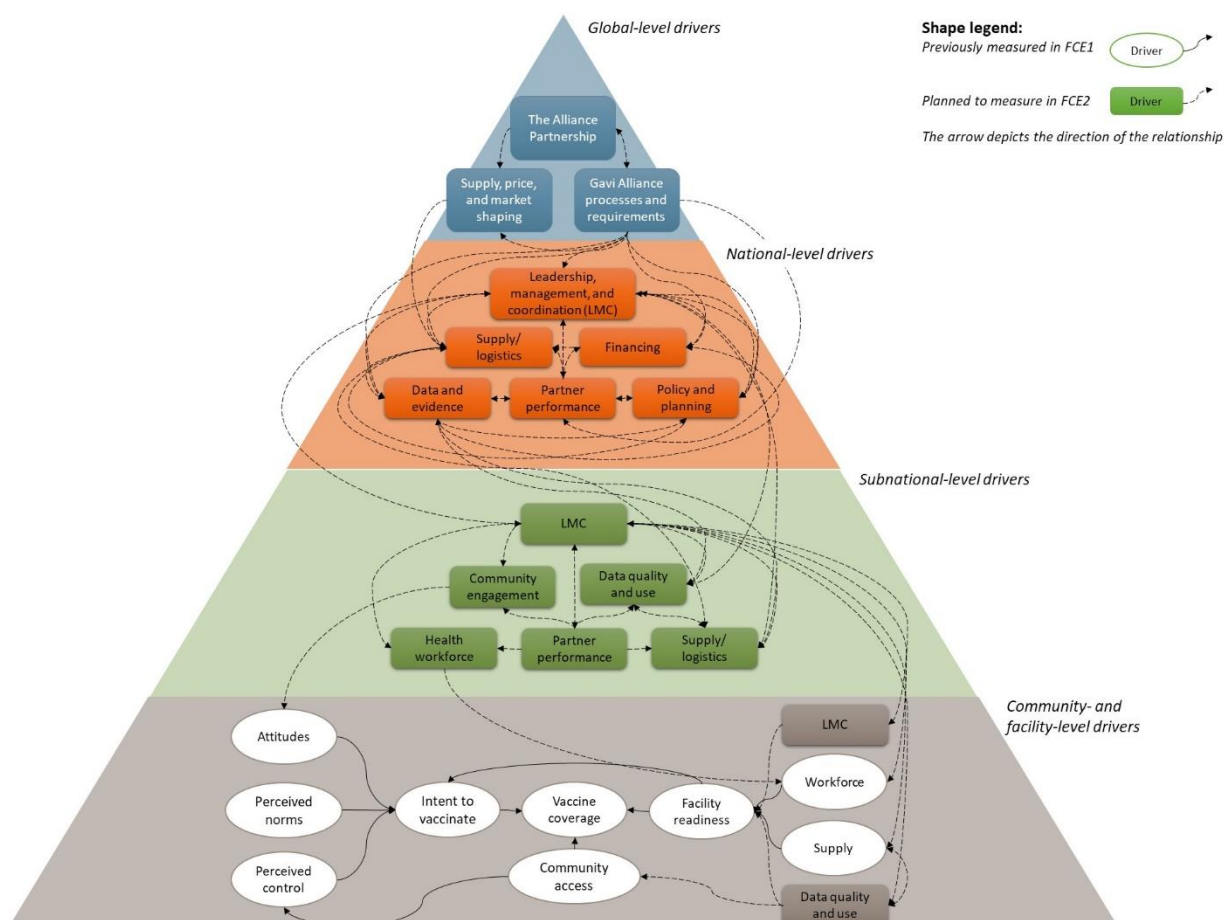 Global-level drivers
Shape legend:
Previously measured in FCE1
Driver
Planned to measure in FCE2
Driver
The arrow depicts the direction of the relationship
The Alliance
Partnership
Supply, price,
and market
shaping
Gavi Alliance
processes and
requirements
National-level drivers
Leadership,
management, and
coordination (LMC)
Supply/
logistics
Financing
Data and
evidence
Partner
performance
Policy and
planning
Subnational-level drivers
LMC
Community
engagement
Data quality
and use
Health
workforce
Partner
performance
Supply/
logistics
Community- and
facility-level drivers
Attitudes
LMC
Workforce
Perceived
norms
Intent to
vaccinate
Vaccine
coverage
Facility
readiness
Supply
Perceived
control
Community
access
Data quality
and use